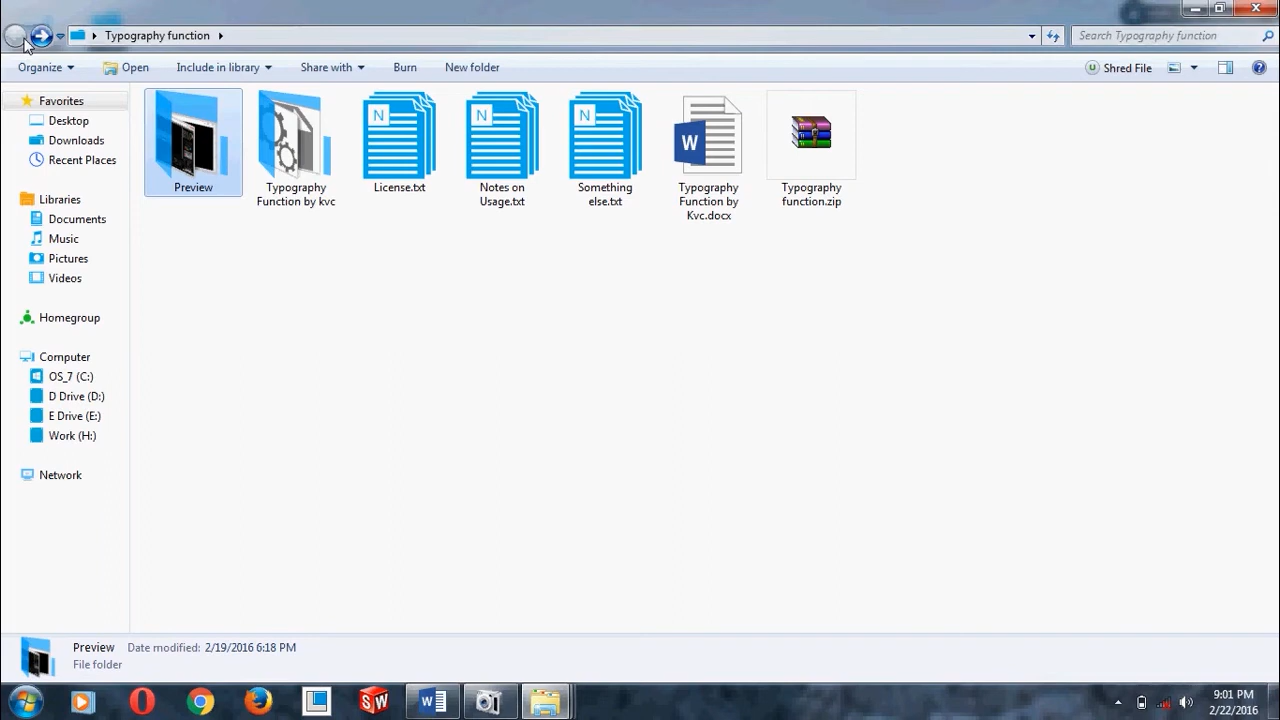 Typography function
Search Typography function
Organize
Open
Include in library
Share with
Burn
New folder
Shred File
Favorites
Desktop
Downloads
Recent Places
Libraries
Documents
Music
Pictures
Videos
Homegroup
Computer
OS_7 (C:)
D Drive (D:)
E Drive (E:)
Work (H:)
Network
Preview
Typography
Function by kvc
N
License.txt
N
Notes on
Usage.txt
N
Something
else.txt
W
Typography
Function by
Kvc.docx
Typography
function.zip
Preview
Date modified: 2/19/2016 6:18 PM
File folder
SW
W
9:01 PM
2/22/2016